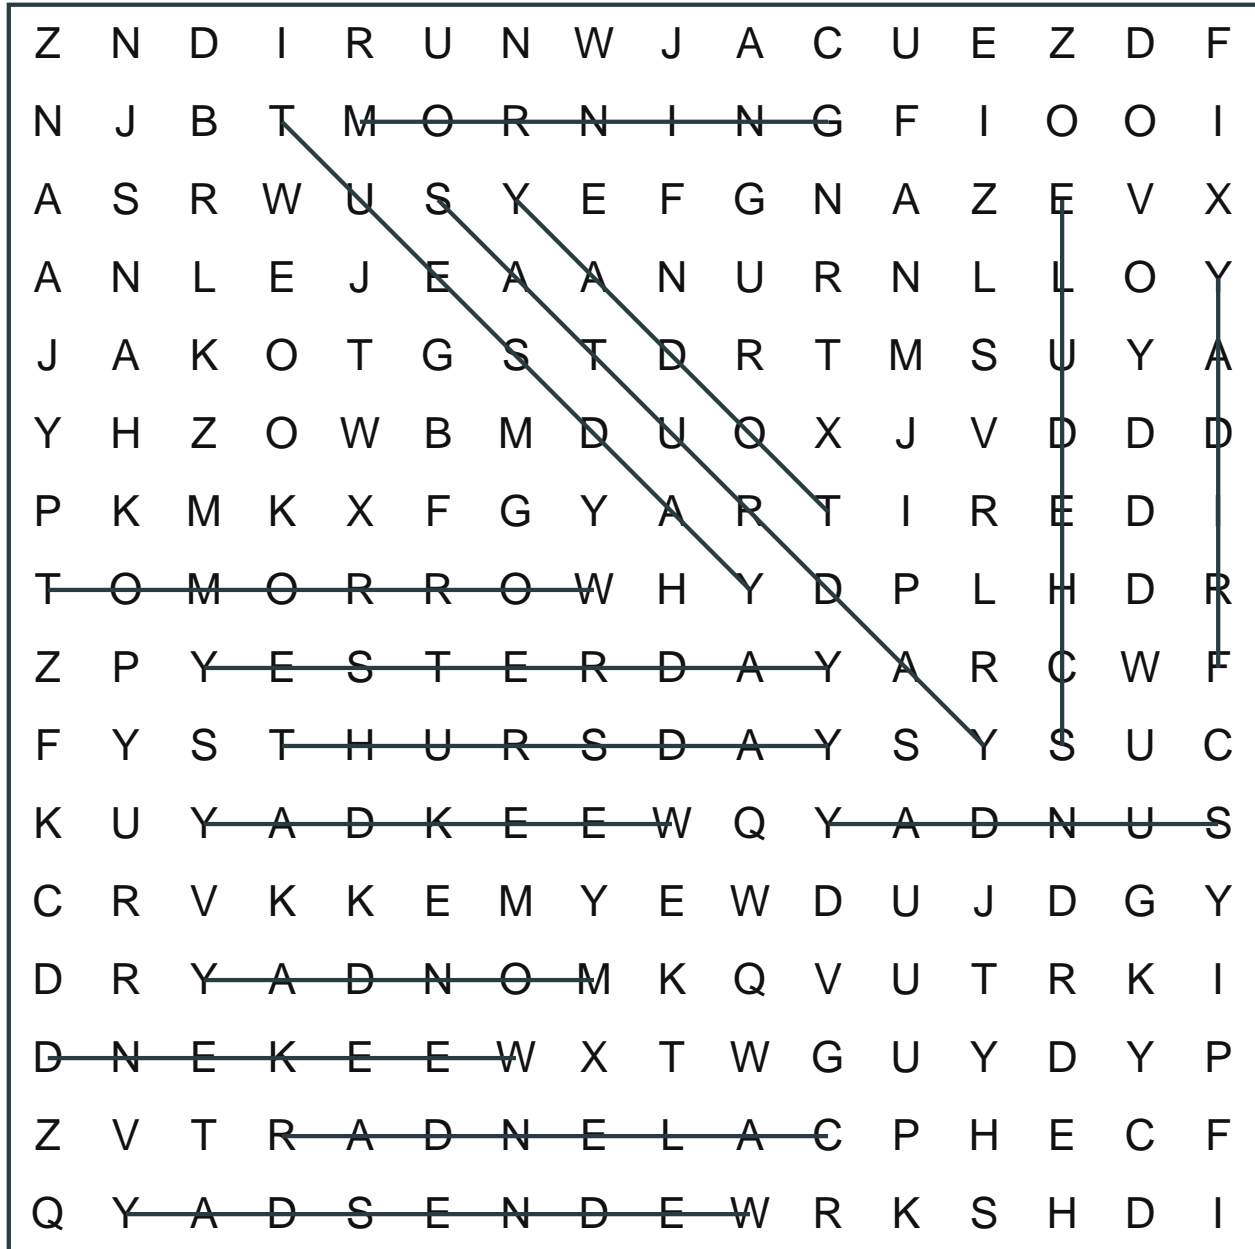 Z N D I R U N W J A C U E Z D F
N J B T M O R N I N G F I O O I
A S R W U S Y E F G N A Z E V X
A N L E J E A A N U R N L L O Y
J A K O T G S T D R T M S U Y A
Y H Z O W B M D U O X J V D D D
P K M K X F G Y A R T I R E D I
T O M O R R O W H Y D P L H D R
Z P Y E S T E R D A Y A R C W F
F Y S T H U R S D A Y S Y S U C
K U Y A D K E E W Q Y A D N U S
C R V K K E M Y E W D U J D G Y
D R Y A D N O M K Q V U T R K I
D N E K E E W X T W G U Y D Y P
Z V T R A D N E L A C P H E C F
Q Y A D S E N D E W R K S H D I